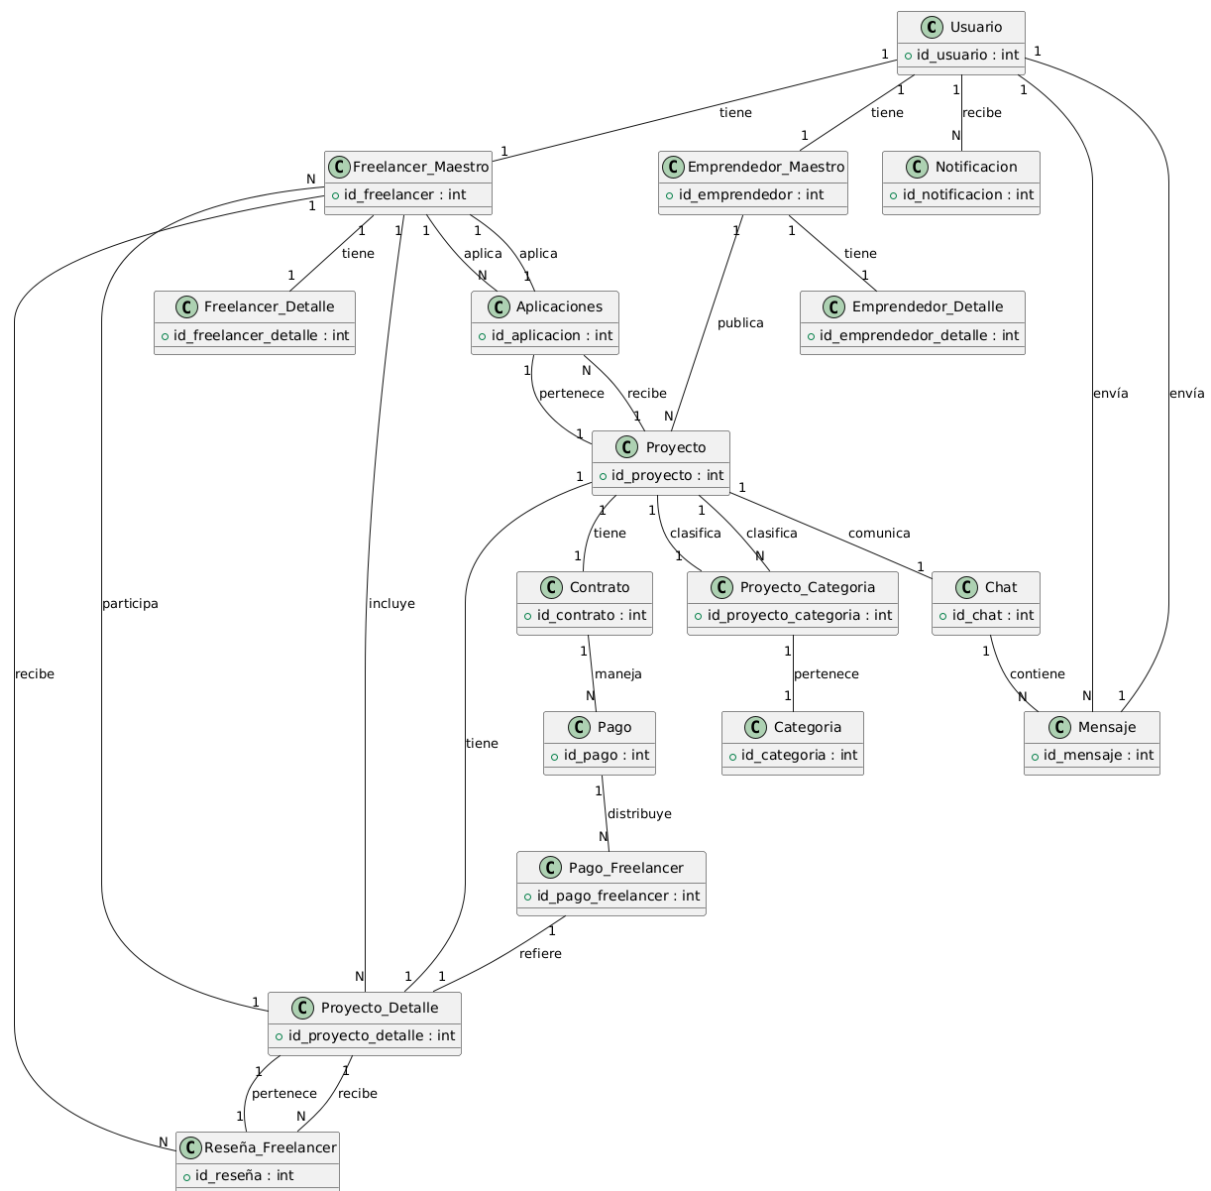 C Usuario
id_usuario : int
1
1
1
1
1
1
tiene
tiene
recibe
1
1
N
C Freelancer_Maestro
id_freelancer : int
C Emprendedor_Maestro
id_emprendedor : int
C Notificacion
id_notificacion : int
N
1
1
1
1
1
1
1
tiene
aplica
aplica
tiene
1
N
1
1
C Freelancer_Detalle
id_freelancer_detalle : int
C Aplicaciones
id_aplicacion : int
publica
C Emprendedor_Detalle
id_emprendedor_detalle : int
1
N
pertenece
recibe
envía
envía
1
1
N
C Proyecto
id_proyecto : int
1
1
1
1
1
tiene
clasifica
clasifica
comunica
1
1
N
1
C Contrato
id_contrato : int
C Proyecto_Categoria
id_proyecto_categoria : int
C Chat
id_chat : int
participa
incluye
1
1
1
recibe
maneja
pertenece
contiene
N
1
N
N
1
C Pago
id_pago : int
C Categoria
id_categoria : int
C Mensaje
id_mensaje : int
tiene
1
distribuye
N
C Pago_Freelancer
id_pago_freelancer : int
1
refiere
N
1
1
1
C Proyecto_Detalle
id_proyecto_detalle : int
1
1
pertenece
recibe
1
N
N
C Reseña_Freelancer
id_reseña : int